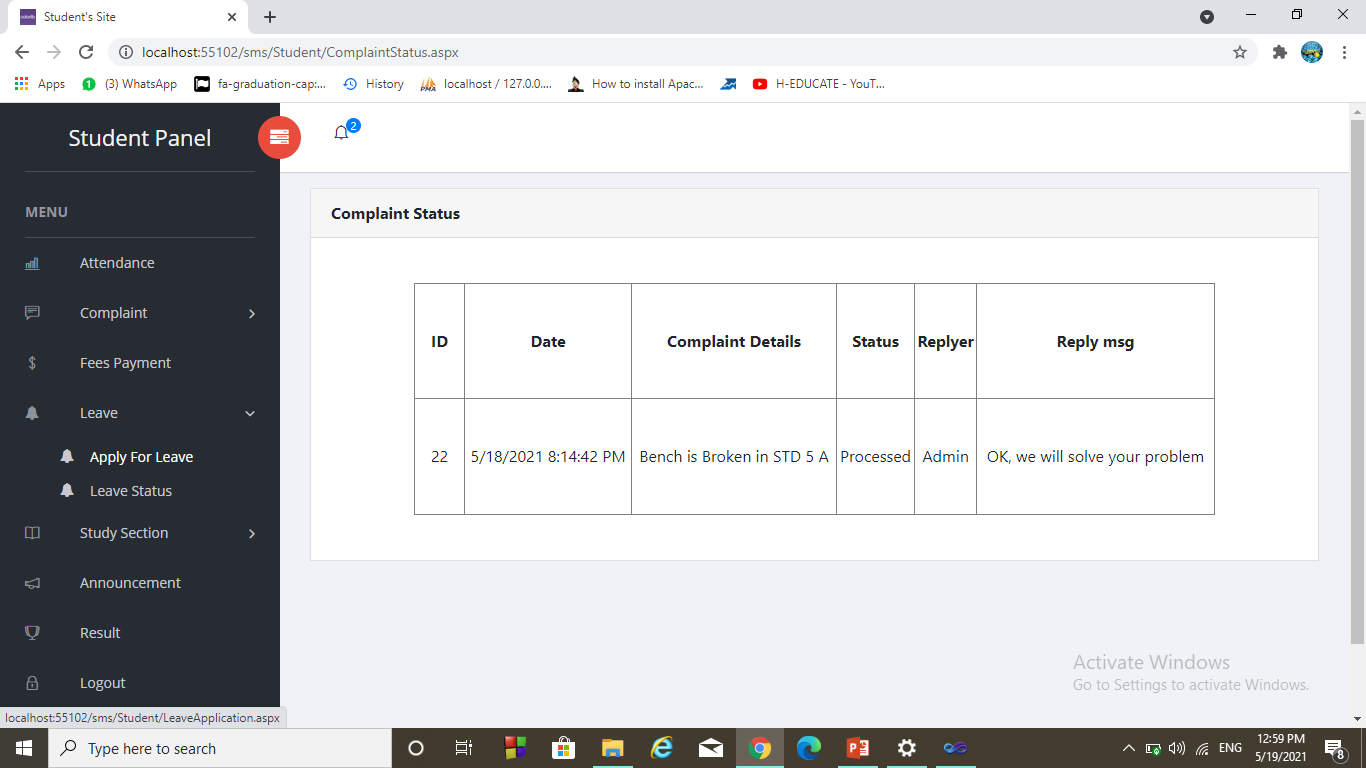 Student's Site
localhost:55102/sms/Student/ComplaintStatus.aspx
Apps (3) WhatsApp fa-graduation-cap:... History localhost / 127.0.0.... How to install Apac... H-EDUCATE - YouT...
Student Panel
2
MENU
Attendance
Complaint
Fees Payment
Leave
Apply For Leave
Leave Status
Study Section
Announcement
Result
Logout
Complaint Status
ID Date Complaint Details Status Replyer Reply msg
22 5/18/2021 8:14:42 PM Bench is Broken in STD 5 A Processed Admin OK, we will solve your problem
Activate Windows
Go to Settings to activate Windows.
localhost:55102/sms/Student/LeaveApplication.aspx
Type here to search
ENG
12:59 PM
5/19/2021
8